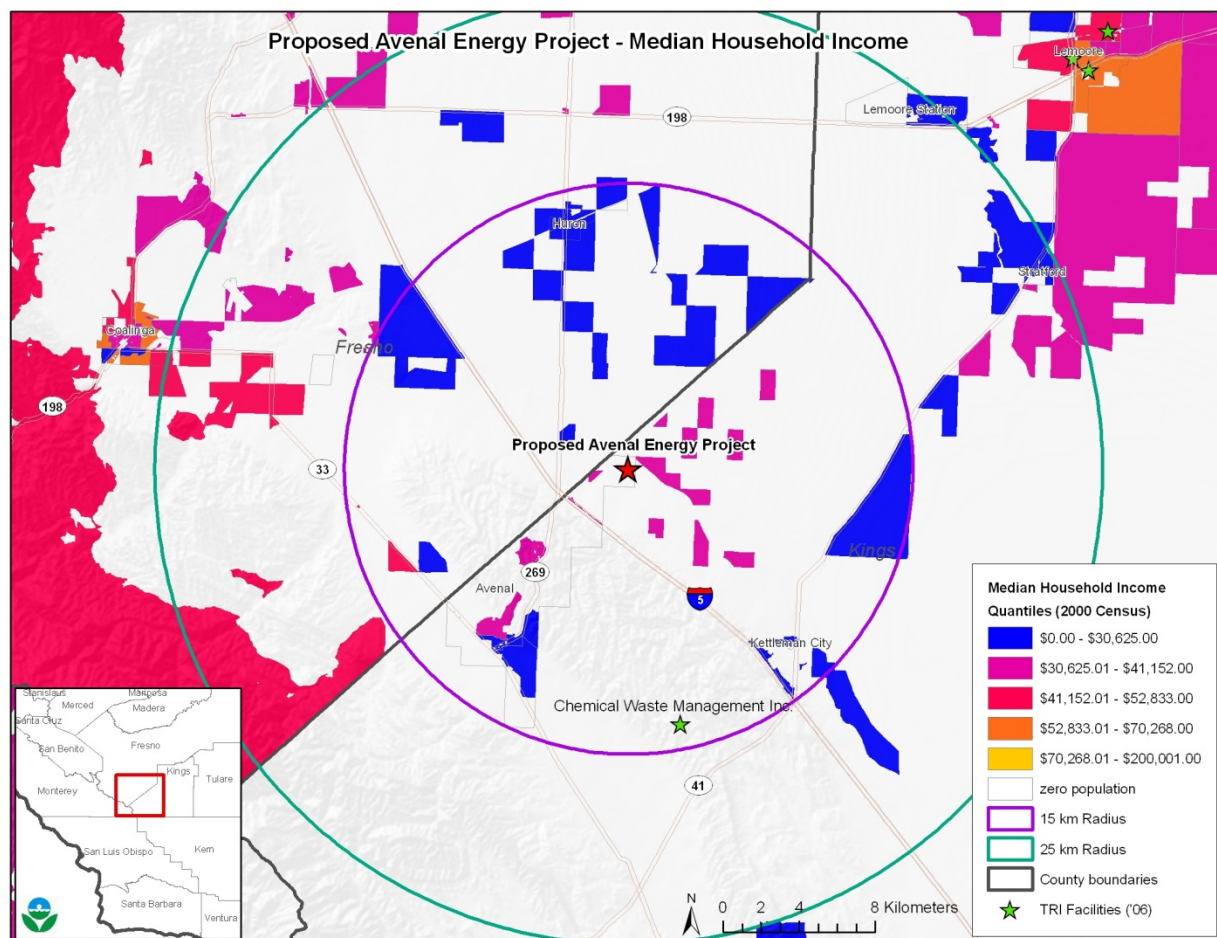 Proposed Avenal Energy Project - Median Household Income
Lemoore
Lemoore Station
198
Huron
Stratford
Coalinga
Fresno
198
Proposed Avenal Energy Project
33
Kings
269
Avenal
5
Kettleman City
Chemical Waste Management Inc.
41
Median Household Income
Quantiles (2000 Census)
$0.00 - $30,625.00
$30,625.01 - $41,152.00
$41,152.01 - $52,833.00
$52,833.01 - $70,268.00
$70,268.01 - $200,001.00
zero population
15 km Radius
25 km Radius
County boundaries
TRI Facilities ('06)
Stanislaus
Mariposa
Merced
Madera
Santa Cruz
Fresno
San Benito
Kings
Tulare
Monterey
San Luis Obispo
Kern
Santa Barbara
Ventura
N
0 2 4 8 Kilometers